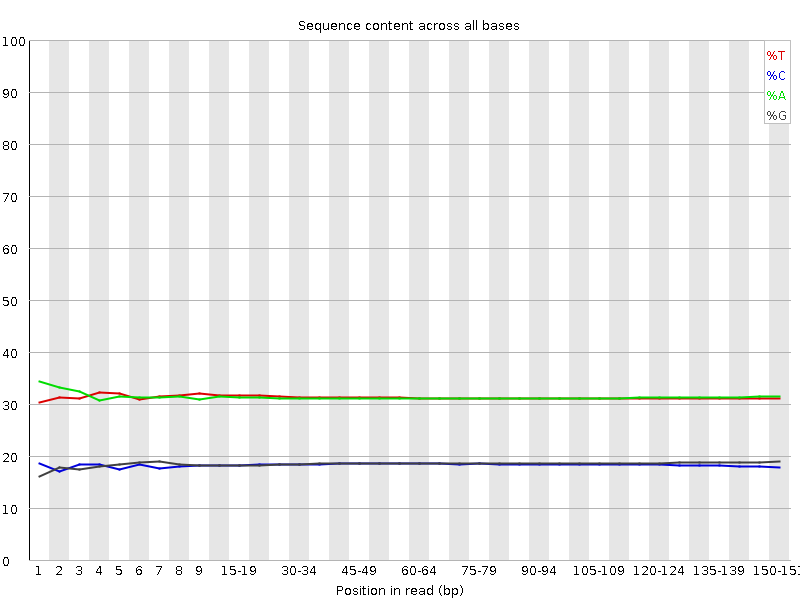 Sequence content across all bases
100
90
80
70
60
50
40
30
20
10
0
%T
%C
%A
%G
1 2 3 4 5 6 7 8 9 15-19 30-34 45-49 60-64 75-79 90-94 105-109 120-124 135-139 150-151
Position in read (bp)